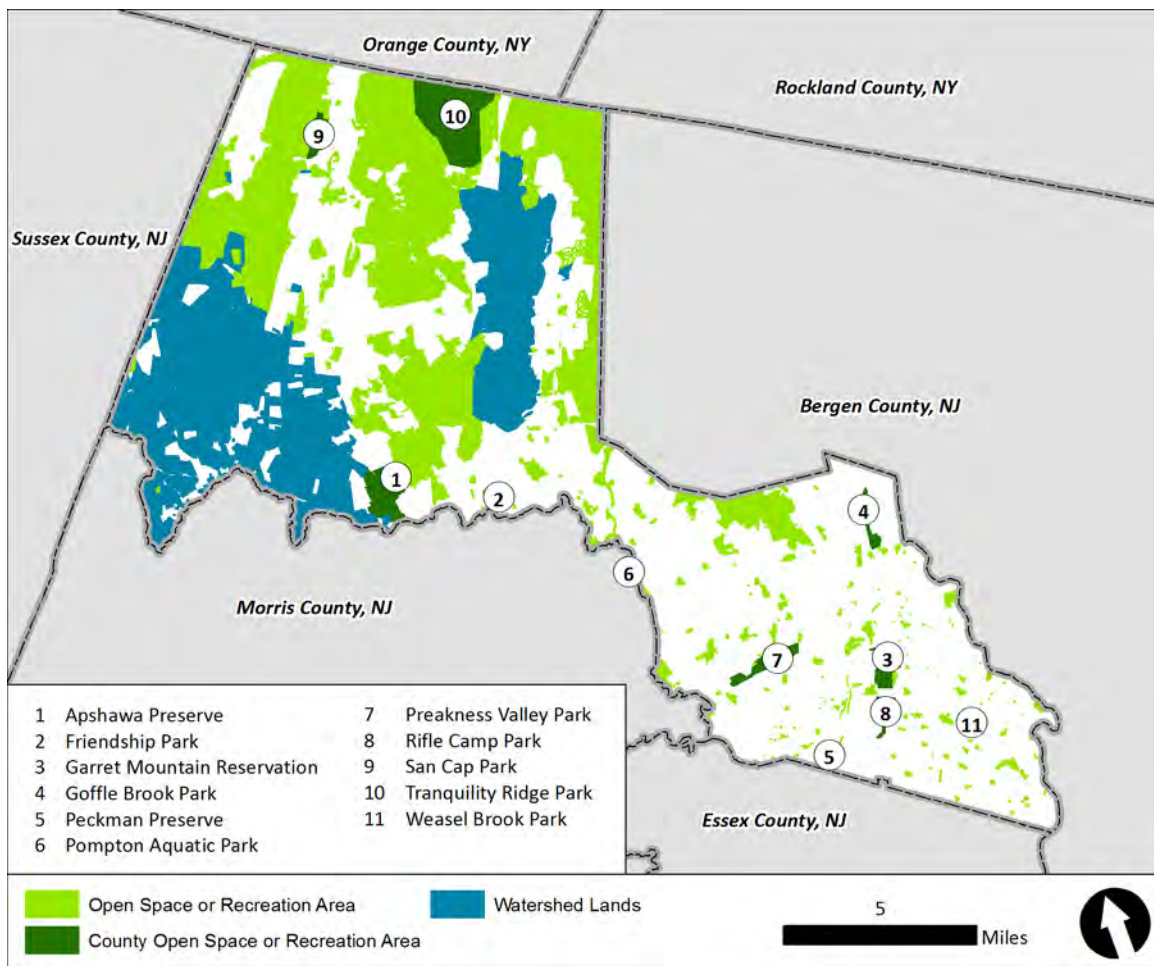 Orange County, NY
Rockland County, NY
10
9
Sussex County, NJ
Bergen County, NJ
1
2
4
6
Morris County, NJ
7
3
8
11
5
Essex County, NJ
1 Apshawa Preserve
2 Friendship Park
3 Garret Mountain Reservation
4 Goffle Brook Park
5 Peckman Preserve
6 Pompton Aquatic Park
7 Preakness Valley Park
8 Rifle Camp Park
9 San Cap Park
10 Tranquility Ridge Park
11 Weasel Brook Park
Open Space or Recreation Area
County Open Space or Recreation Area
Watershed Lands
5
Miles